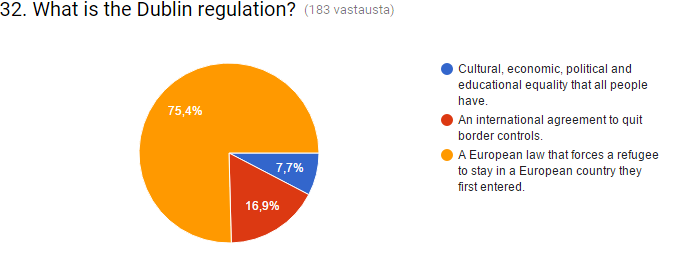 32. What is the Dublin regulation? (183 vastausta)
75,4%
7,7%
16,9%
Cultural, economic, political and
educational equality that all people
have.
An international agreement to quit
border controls.
A European law that forces a refugee
to stay in a European country they
first entered.